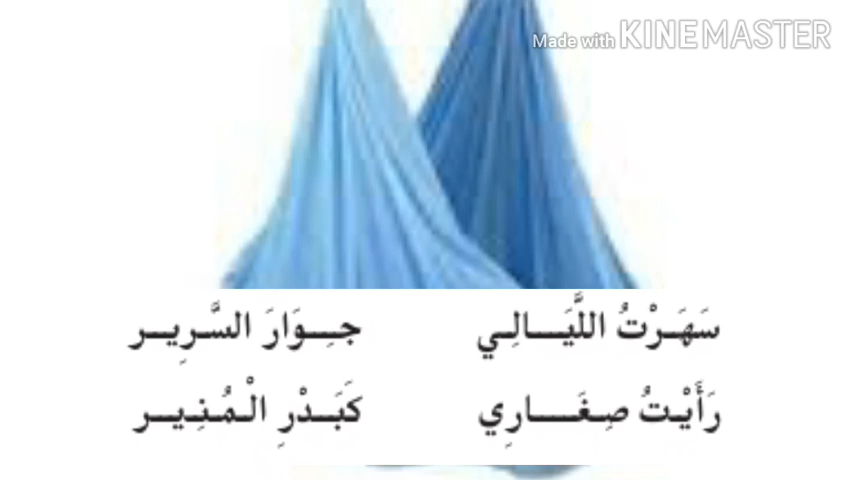 Made with KINEMASTER
سَهَرْتُ اللَّيَالِي جِوَارَ السَّرِير
رَأَيْتُ صِغَارِي كَبَدْرِ الْمُنِير